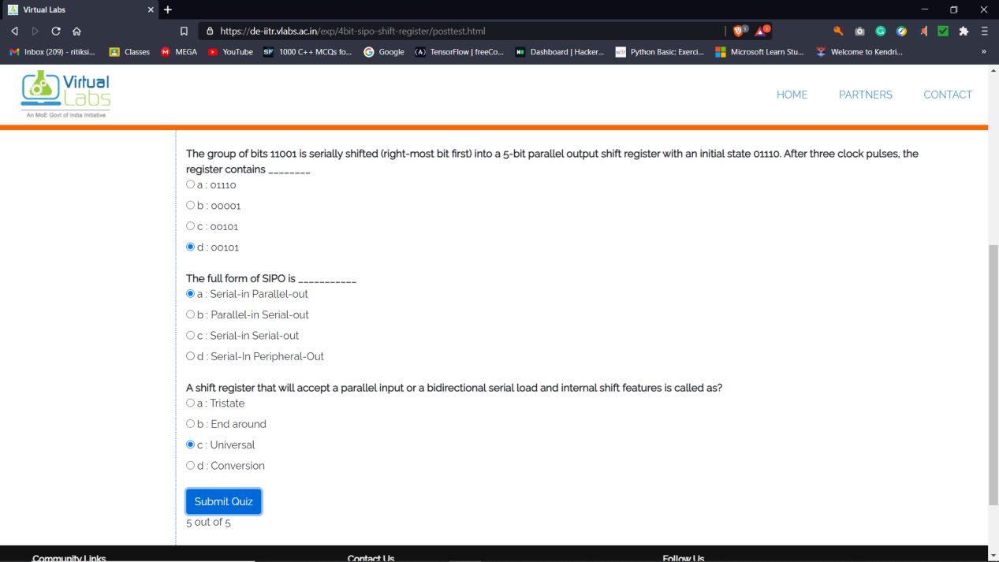 Virtual Labs
https://de-iitr.vlabs.ac.in/exp/4bit-sipo-shift-register/posttest.html
Inbox (209) - ritiksi... Classes MEGA YouTube SF 1000 C++ MCQs fo... Google TensorFlow | freeCo... Dashboard | Hacker... Python Basic: Exerci... Microsoft Learn Stu... Welcome to Kendri... »
Virtual
Labs
An MoE Govt of India Initiative
HOME PARTNERS CONTACT
The group of bits 11001 is serially shifted (right-most bit first) into a 5-bit parallel output shift register with an initial state 01110. After three clock pulses, the
register contains ________
a : 01110
b : 00001
c : 00101
d : 00101
The full form of SIPO is ___________
a : Serial-in Parallel-out
b : Parallel-in Serial-out
c : Serial-in Serial-out
d : Serial-In Peripheral-Out
A shift register that will accept a parallel input or a bidirectional serial load and internal shift features is called as?
a : Tristate
b : End around
c : Universal
d : Conversion
Submit Quiz
5 out of 5
Community Links Contact Us Follow Us